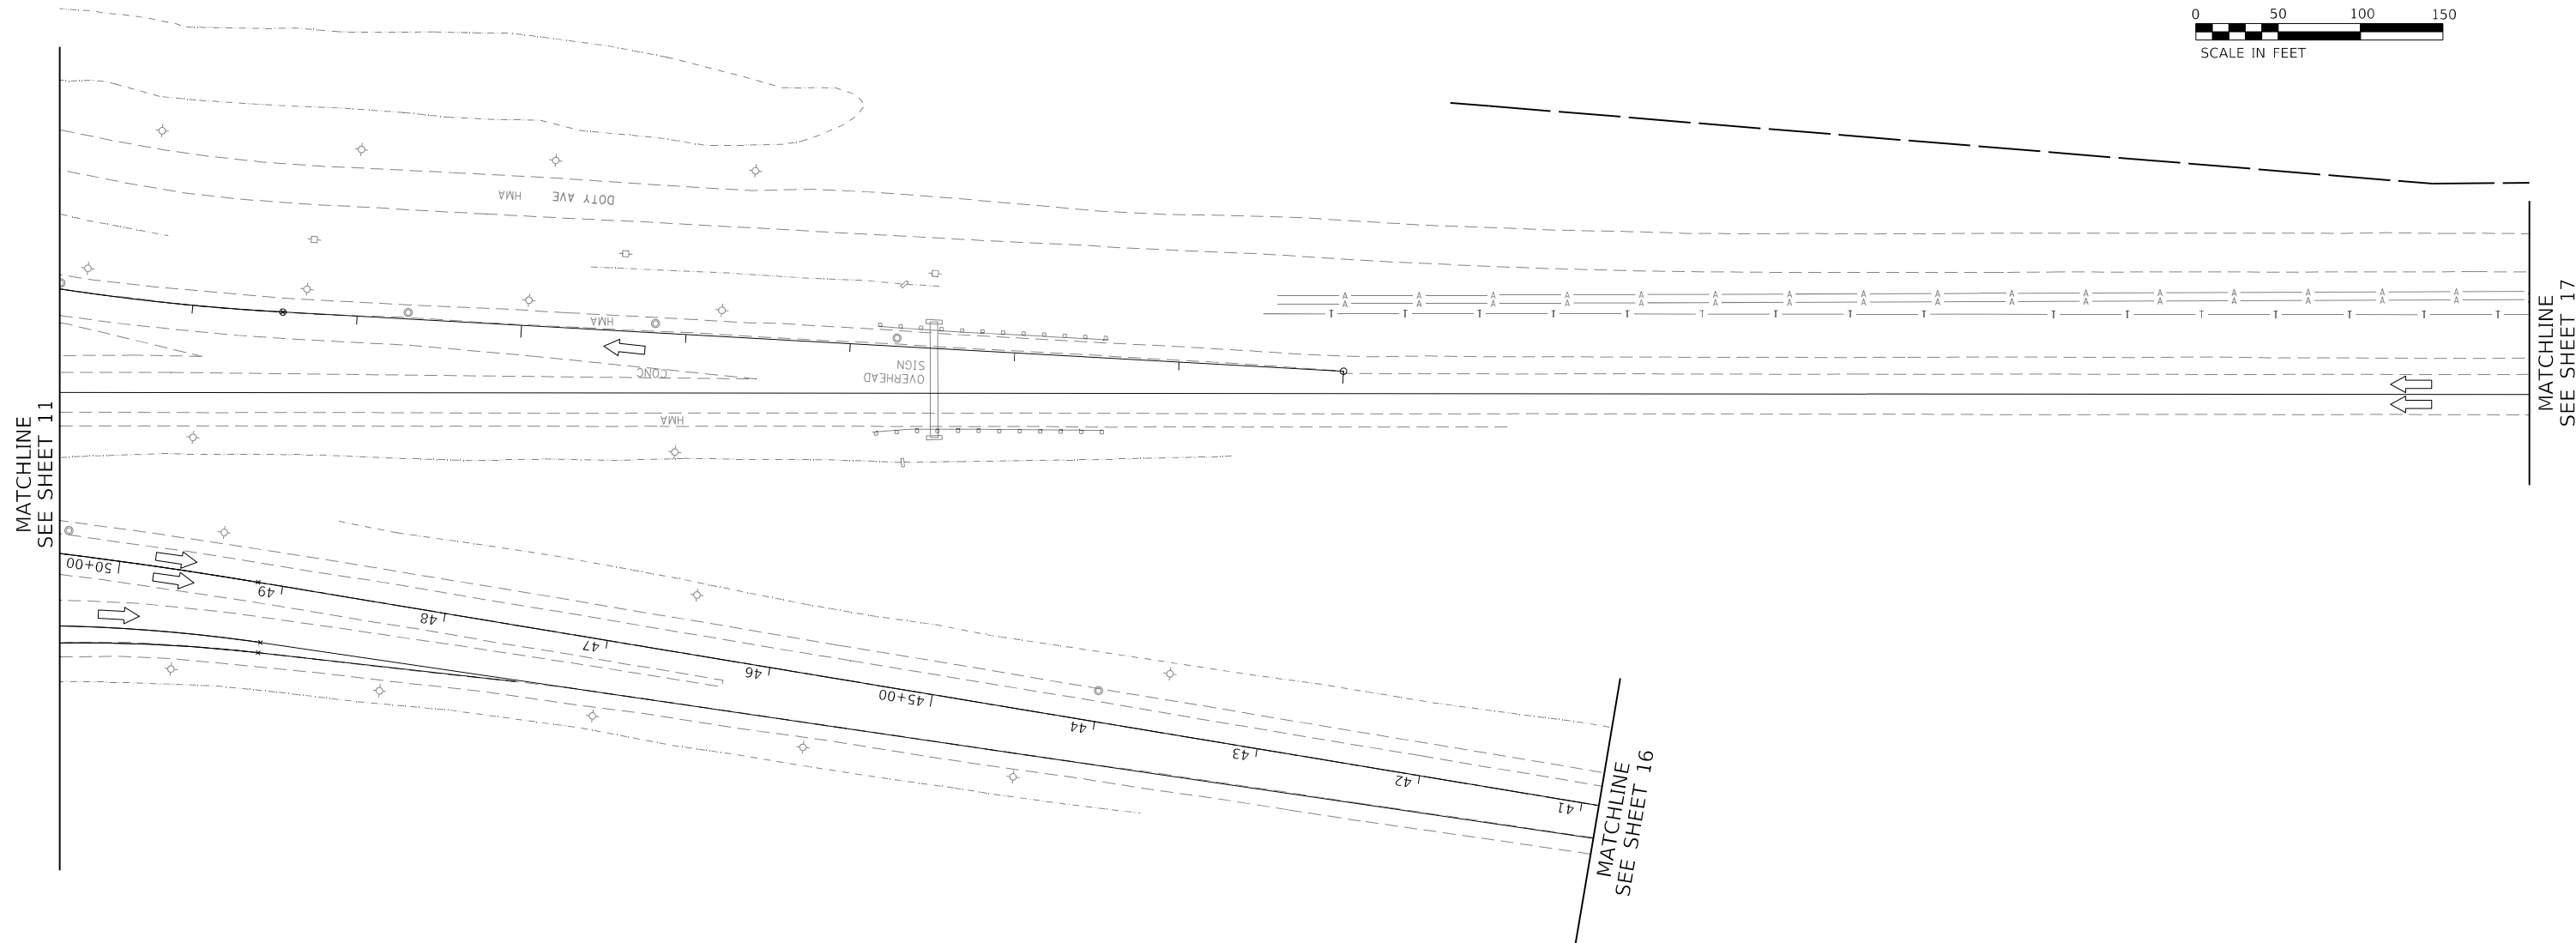 0 50 100 150
SCALE IN FEET
DOTY AVE HMA
A A A A A A A A A A A A A A A A
A A A A A A A A A A A A A A A A
T T T T T T T T T T T T T T T T
HMA
OVERHEAD
SIGN
CONC
HMA
MATCHLINE
SEE SHEET 11
MATCHLINE
SEE SHEET 17
50+00
49
48
47
46
45+00
44
43
42
41
MATCHLINE
SEE SHEET 16